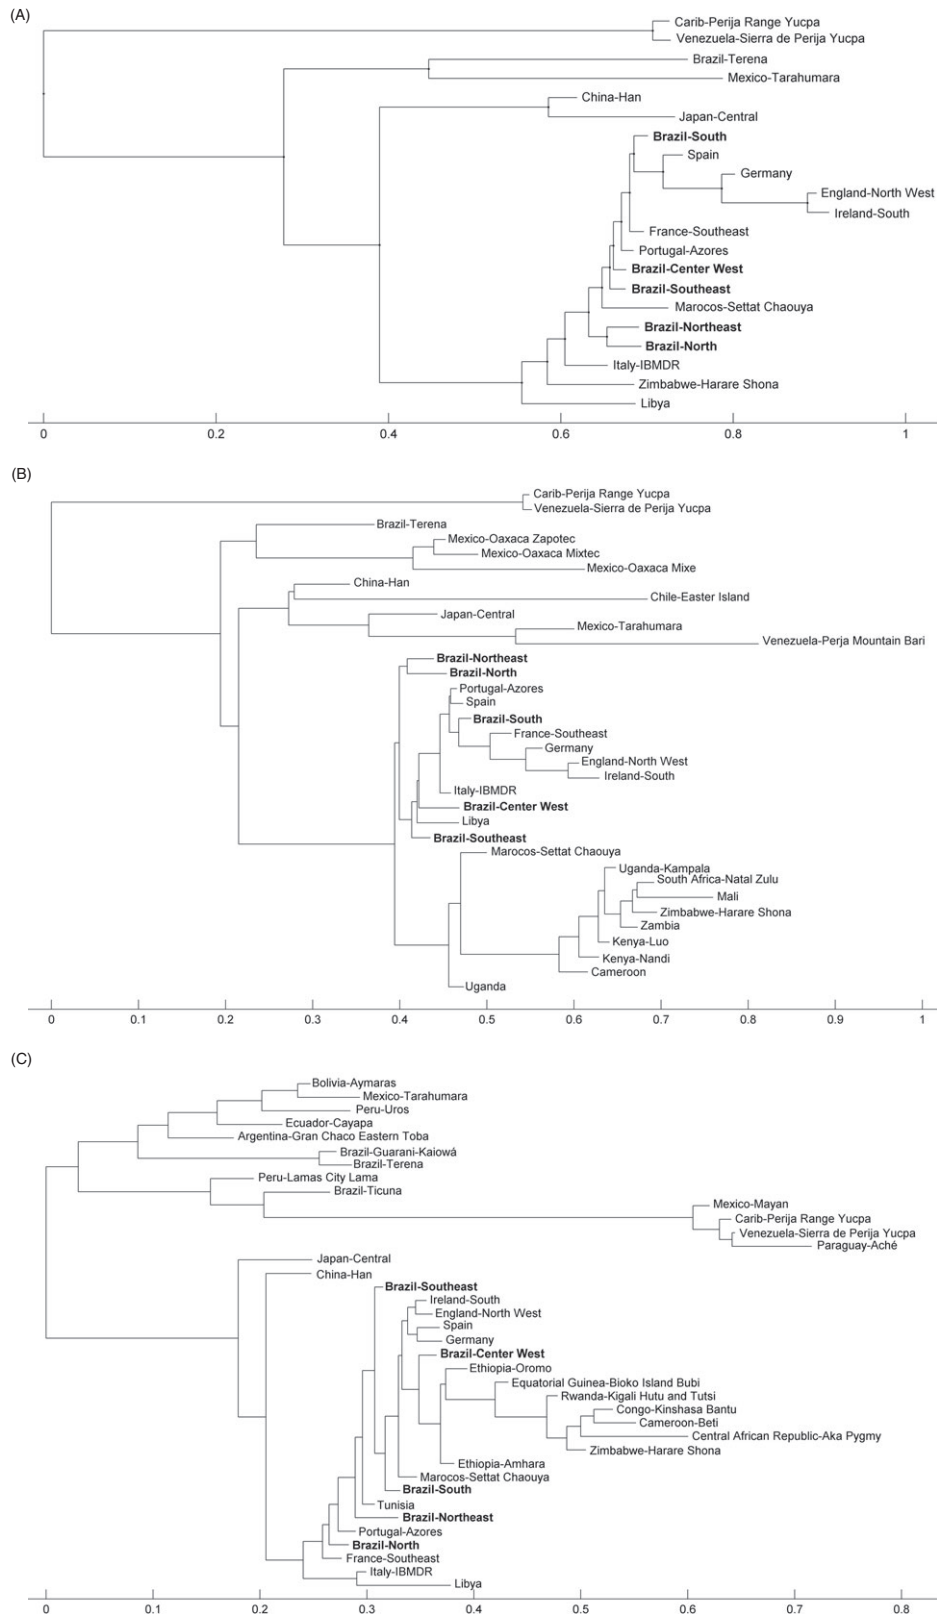 (A)
Carib-Perija Range Yucpa
Venezuela-Sierra de Perija Yucpa
Brazil-Terena
Mexico-Tarahumara
China-Han
Japan-Central
Brazil-South
Spain
Germany
England-North West
Ireland-South
France-Southeast
Portugal-Azores
Brazil-Center West
Brazil-Southeast
Marocos-Settat Chaouya
Brazil-Northeast
Brazil-North
Italy-IBMDR
Zimbabwe-Harare Shona
Libya
0 0.2 0.4 0.6 0.8 1
(B)
Carib-Perija Range Yucpa
Venezuela-Sierra de Perija Yucpa
Brazil-Terena
Mexico-Oaxaca Zapotec
Mexico-Oaxaca Mixtec
Mexico-Oaxaca Mixe
China-Han
Chile-Easter Island
Japan-Central
Mexico-Tarahumara
Venezuela-Perja Mountain Bari
Brazil-Northeast
Brazil-North
Portugal-Azores
Spain
Brazil-South
France-Southeast
Germany
England-North West
Ireland-South
Italy-IBMDR
Brazil-Center West
Libya
Brazil-Southeast
Marocos-Settat Chaouya
Uganda-Kampala
South Africa-Natal Zulu
Mali
Zimbabwe-Harare Shona
Zambia
Kenya-Luo
Kenya-Nandi
Cameroon
Uganda
0 0.1 0.2 0.3 0.4 0.5 0.6 0.7 0.8 0.9 1
(C)
Bolivia-Aymaras
Mexico-Tarahumara
Peru-Uros
Ecuador-Cayapa
Argentina-Gran Chaco Eastern Toba
Brazil-Guarani-Kaiowá
Brazil-Terena
Peru-Lamas City Lama
Brazil-Ticuna
Mexico-Mayan
Carib-Perija Range Yucpa
Venezuela-Sierra de Perija Yucpa
Paraguay-Aché
Japan-Central
China-Han
Brazil-Southeast
Ireland-South
England-North West
Spain
Germany
Brazil-Center West
Ethiopia-Oromo
Equatorial Guinea-Bioko Island Bubi
Rwanda-Kigali Hutu and Tutsi
Congo-Kinshasa Bantu
Cameroon-Beti
Central African Republic-Aka Pygmy
Zimbabwe-Harare Shona
Ethiopia-Amhara
Marocos-Settat Chaouya
Brazil-South
Tunisia
Brazil-Northeast
Portugal-Azores
Brazil-North
France-Southeast
Italy-IBMDR
Libya
0 0.1 0.2 0.3 0.4 0.5 0.6 0.7 0.8